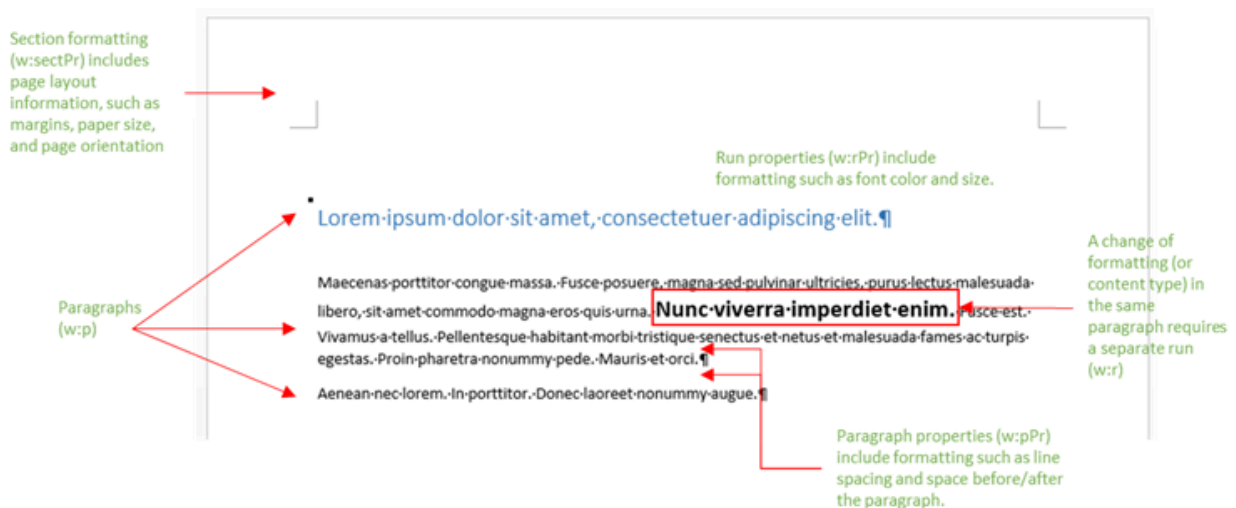 Section formatting
(w:sectPr) includes
page layout
information, such as
margins, paper size,
and page orientation
Run properties (w:rPr) include
formatting such as font color and size.
Lorem·ipsum·dolor·sit·amet,·consectetuer·adipiscing·elit.¶
A change of
formatting (or
content type) in
the same
paragraph requires
a separate run
(w:r)
Paragraphs
(w:p)
Maecenas·porttitor·congue·massa.·Fusce·posuere,·magna·sed·pulvinar·ultricies,·purus·lectus·malesuada·
libero,·sit·amet·commodo·magna·eros·quis·urna.·Nunc·viverra·imperdiet·enim.·Fusce·est.·
Vivamus·a·tellus.·Pellentesque·habitant·morbi·tristique·senectus·et·netus·et·malesuada·fames·ac·turpis·
egestas.·Proin·pharetra·nonummy·pede.·Mauris·et·orci.¶
Aenean·nec·lorem.·In·porttitor.·Donec·laoreet·nonummy·augue.¶
Paragraph properties (w:pPr)
include formatting such as line
spacing and space before/after
the paragraph.